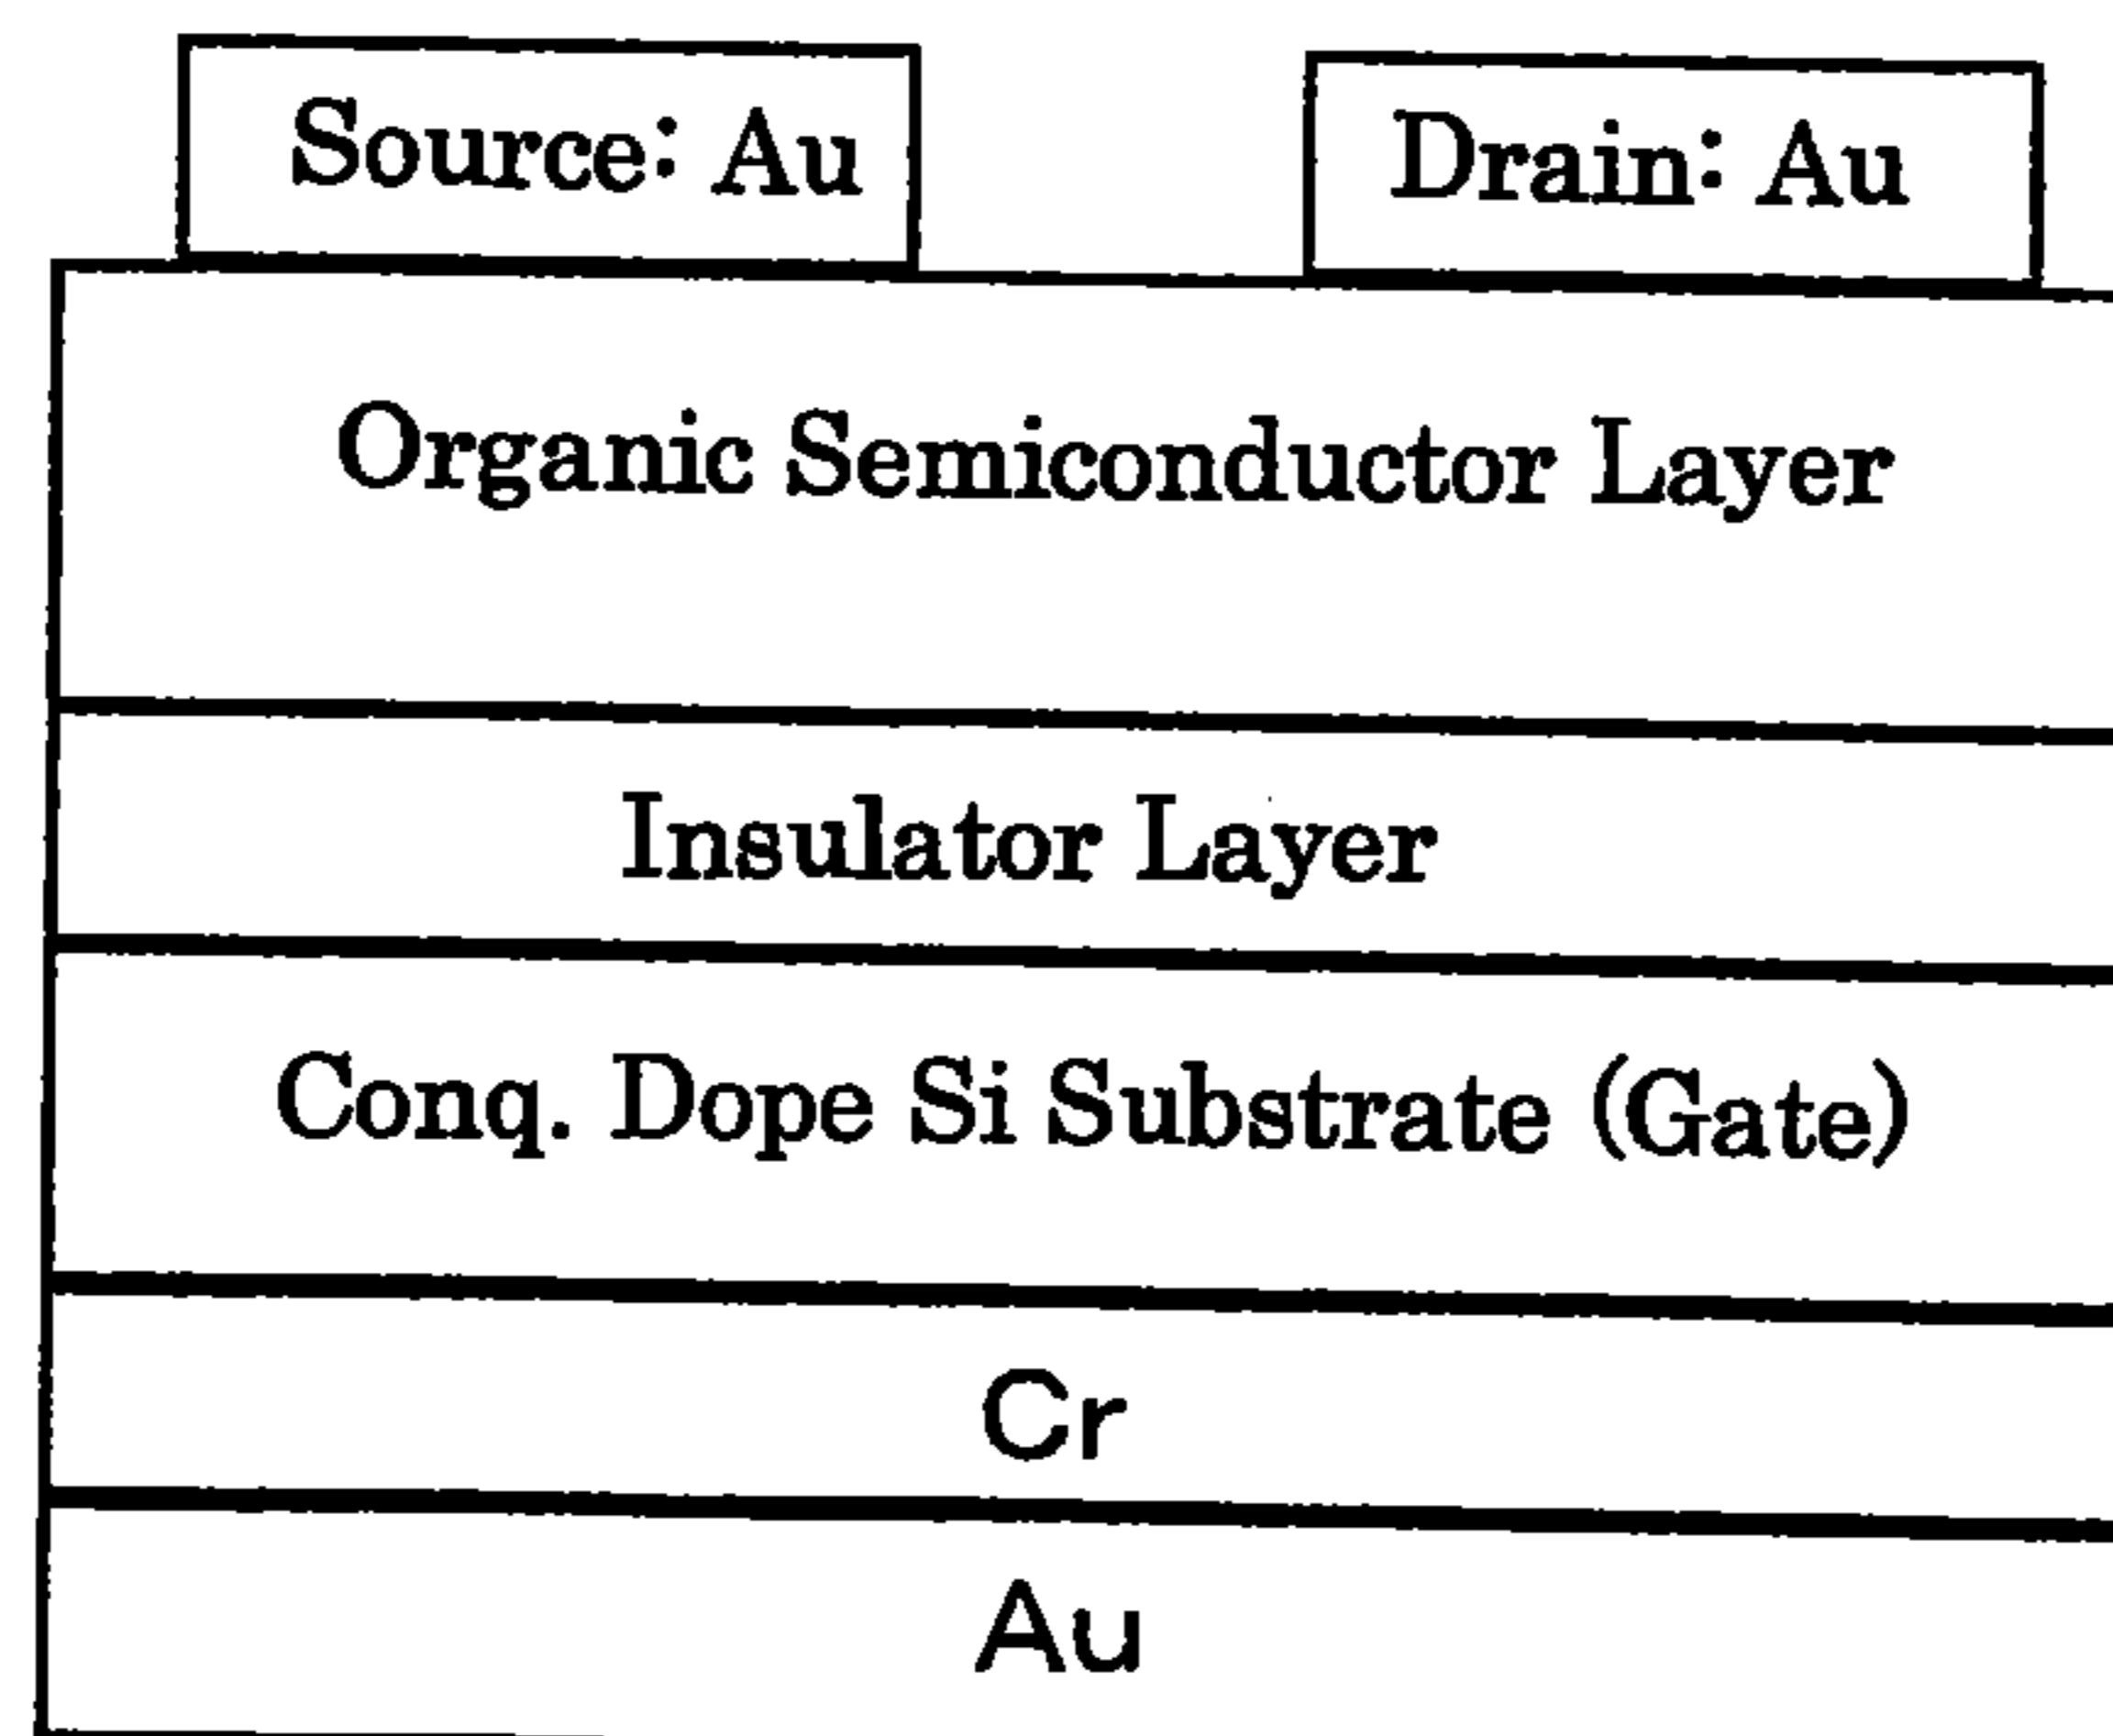 Source: Au
Drain: Au
Organic Semiconductor Layer
Insulator Layer
Conq. Dope Si Substrate (Gate)
Cr
Au